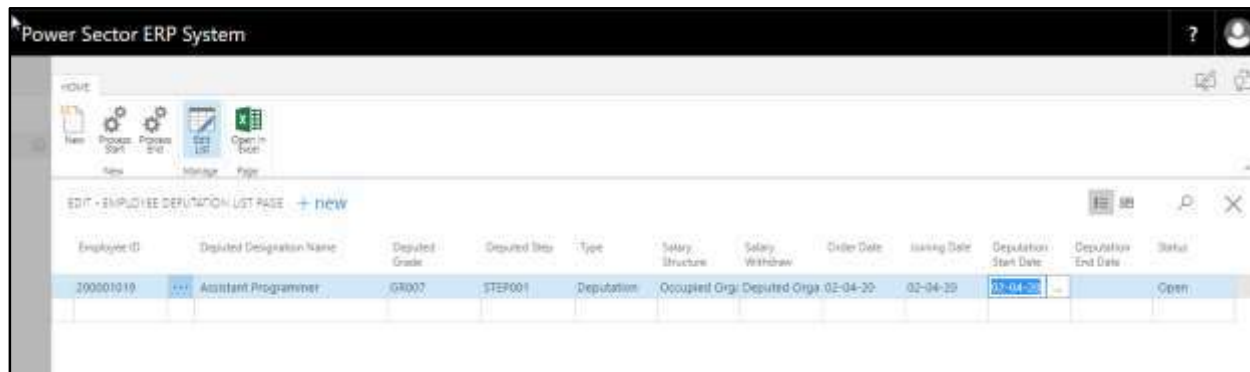 Power Sector ERP System ?
HOME
New Process Start Process End Edit List Open in Excel
New Manage Page
EDIT - EMPLOYEE DEPUTATION LIST PAGE + new
Employee ID Deputed Designation Name Deputed Grade Deputed Step Type Salary Structure Salary Withdraw Order Date Joining Date Deputation Start Date Deputation End Date Status
200001019 ... Assistant Programmer GR007 STEP001 Deputation Occupied Orga Deputed Orga 02-04-20 02-04-20 02-04-20 ... Open